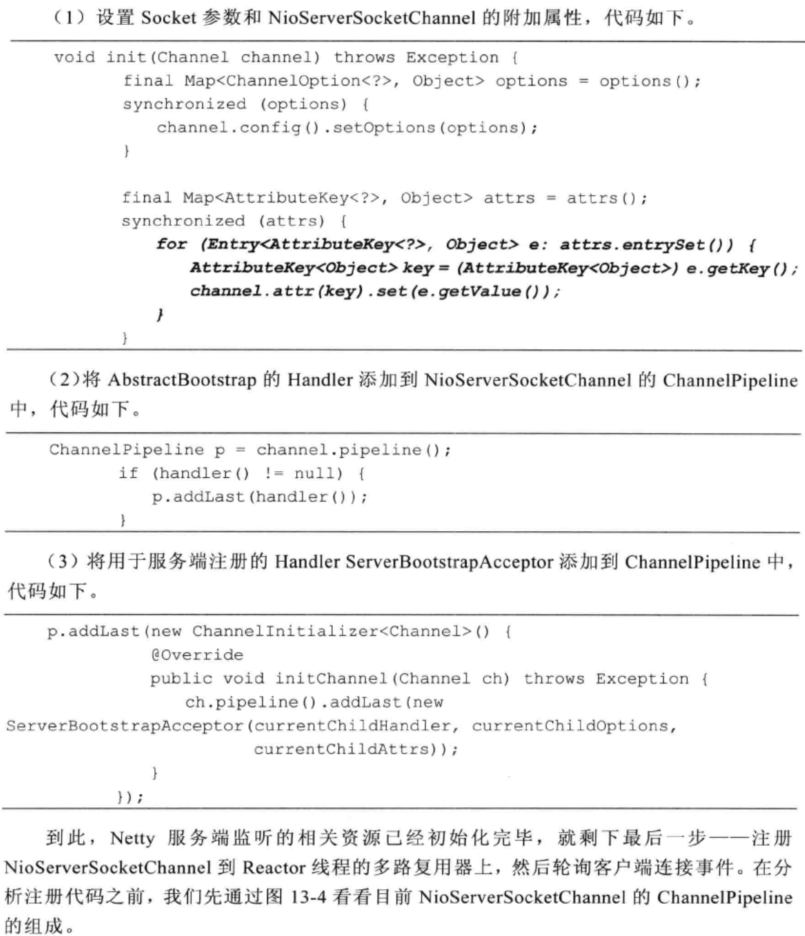 （1）设置 Socket 参数和 NioServerSocketChannel 的附加属性，代码如下。
void init(Channel channel) throws Exception {
final Map<ChannelOption<?>, Object> options = options();
synchronized (options) {
channel.config().setOptions(options);
}
final Map<AttributeKey<?>, Object> attrs = attrs();
synchronized (attrs) {
for (Entry<AttributeKey<?>, Object> e: attrs.entrySet()) {
AttributeKey<Object> key = (AttributeKey<Object>) e.getKey();
channel.attr(key).set(e.getValue());
}
}
（2）将 AbstractBootstrap 的 Handler 添加到 NioServerSocketChannel 的 ChannelPipeline
中，代码如下。
ChannelPipeline p = channel.pipeline();
if (handler() != null) {
p.addLast(handler());
}
（3）将用于服务端注册的 Handler ServerBootstrapAcceptor 添加到 ChannelPipeline 中，
代码如下。
p.addLast(new ChannelInitializer<Channel>() {
@Override
public void initChannel(Channel ch) throws Exception {
ch.pipeline().addLast(new
ServerBootstrapAcceptor(currentChildHandler, currentChildOptions,
currentChildAttrs));
}
});
到此，Netty 服务端监听的相关资源已经初始化完毕，就剩下最后一步——注册
NioServerSocketChannel 到 Reactor 线程的多路复用器上，然后轮询客户端连接事件。在分
析注册代码之前，我们先通过图 13-4 看看目前 NioServerSocketChannel 的 ChannelPipeline
的组成。